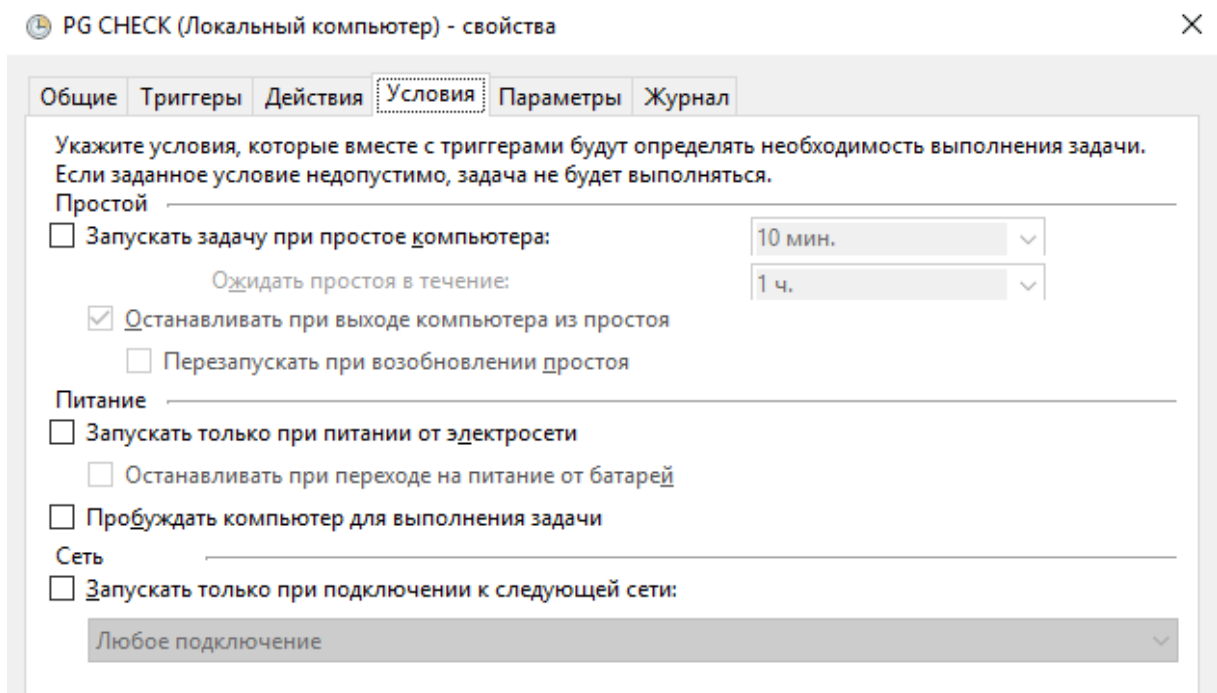 PG CHECK (Локальный компьютер) - свойства
Общие Триггеры Действия Условия Параметры Журнал
Укажите условия, которые вместе с триггерами будут определять необходимость выполнения задачи.
Если заданное условие недопустимо, задача не будет выполняться.
Простой
Запускать задачу при простое компьютера: 10 мин.
Ожидать простоя в течение: 1 ч.
Останавливать при выходе компьютера из простоя
Перезапускать при возобновлении простоя
Питание
Запускать только при питании от электросети
Останавливать при переходе на питание от батарей
Пробуждать компьютер для выполнения задачи
Сеть
Запускать только при подключении к следующей сети:
Любое подключение